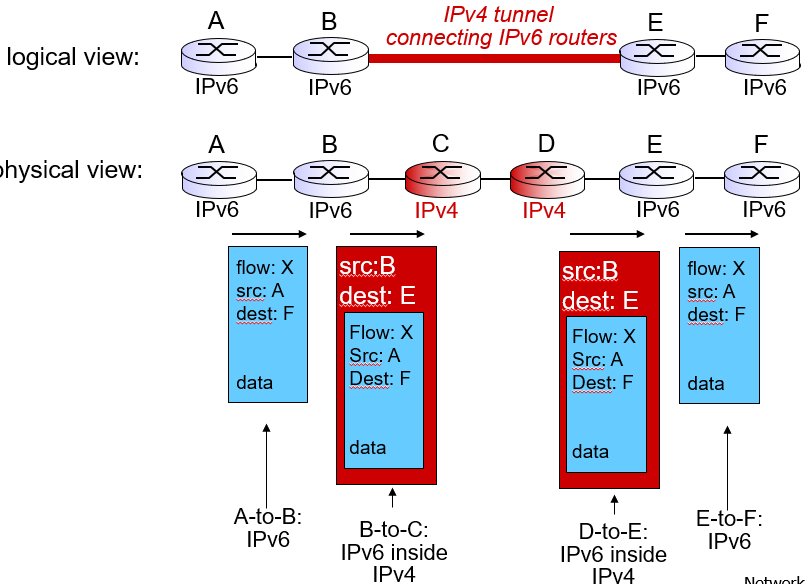 A
B
IPv4 tunnel
connecting IPv6 routers
E
F
logical view:
IPv6
IPv6
IPv6
IPv6
A
B
C
D
E
F
physical view:
IPv6
IPv6
IPv4
IPv4
IPv6
IPv6
flow: X
src: A
dest: F
data
src:B
dest: E
Flow: X
Src: A
Dest: F
data
src:B
dest: E
Flow: X
Src: A
Dest: F
data
flow: X
src: A
dest: F
data
A-to-B:
IPv6
B-to-C:
IPv6 inside
IPv4
D-to-E:
IPv6 inside
IPv4
E-to-F:
IPv6
Network